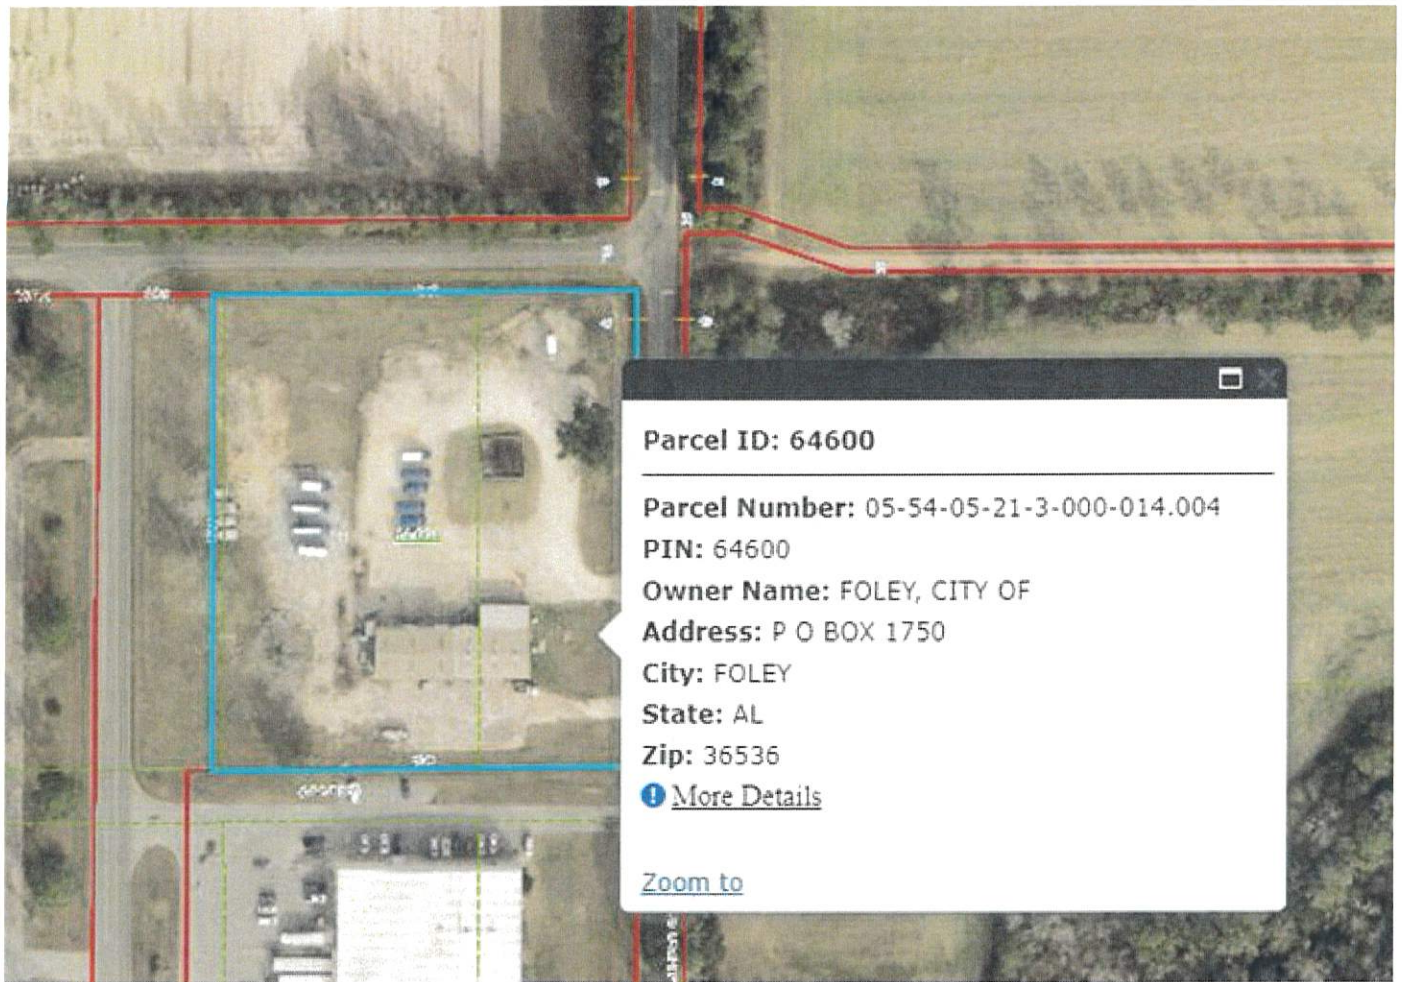 Parcel ID: 64600
Parcel Number: 05-54-05-21-3-000-014.004
PIN: 64600
Owner Name: FOLEY, CITY OF
Address: P O BOX 1750
City: FOLEY
State: AL
Zip: 36536
More Details
Zoom to